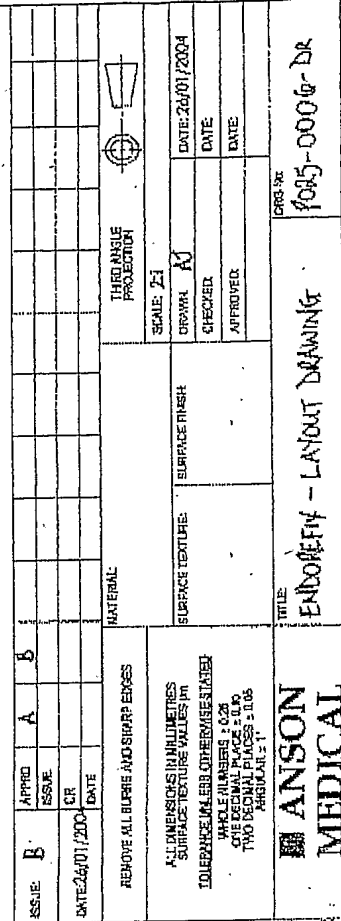 ISSUE: B
APPRD
ISSUE
A
B
CR
DATE
DATE: 26/01/2004
REMOVE ALL BURRS AND SHARP EDGES
MATERIAL:
THIRD ANGLE
PROJECTION
ALL DIMENSIONS IN MILLIMETRES
SURFACE TEXTURE VALUES µm
TOLERANCE UNLESS OTHERWISE STATED:
WHOLE NUMBERS ± 0.25
ONE DECIMAL PLACE ± 0.10
TWO DECIMAL PLACES ± 0.05
ANGULAR ± 1°
SURFACE TEXTURE:
SURFACE FINISH:
SCALE: 2:1
DRAWN: AJ
DATE: 26/01/2004
CHECKED:
DATE:
APPROVED:
DATE:
ANSON
MEDICAL
TITLE:
ENDOREFIX - LAYOUT DRAWING
DRG No:
P025-0006-DR